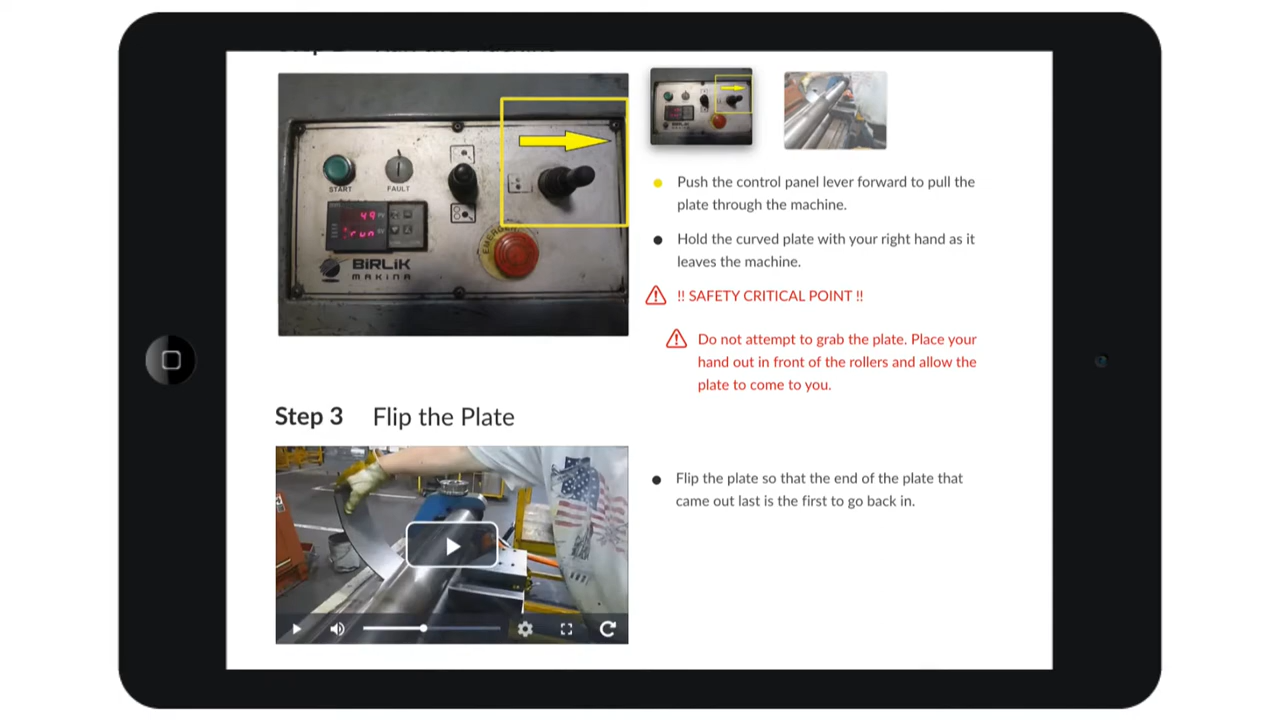 Push the control panel lever forward to pull the
plate through the machine.
Hold the curved plate with your right hand as it
leaves the machine.
!! SAFETY CRITICAL POINT !!
Do not attempt to grab the plate. Place your
hand out in front of the rollers and allow the
plate to come to you.
START
FAULT
49
run
EMERGEN
BiRLiK
MAKiNA
Step 3 Flip the Plate
Flip the plate so that the end of the plate that
came out last is the first to go back in.